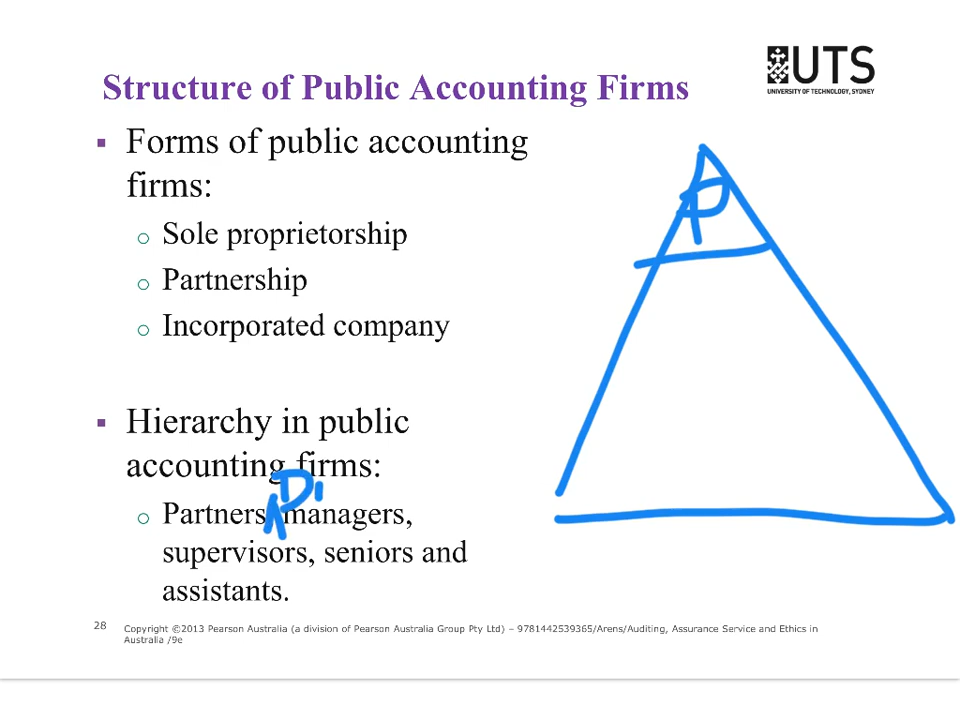 UTS
UNIVERSITY OF TECHNOLOGY, SYDNEY
Structure of Public Accounting Firms
▪ Forms of public accounting
firms:
o Sole proprietorship
o Partnership
o Incorporated company
P
▪ Hierarchy in public
accounting firms:
o Partners, managers,
supervisors, seniors and
assistants.
28
Copyright ©2013 Pearson Australia (a division of Pearson Australia Group Pty Ltd) – 9781442539365/Arens/Auditing, Assurance Service and Ethics in
Australia /9e